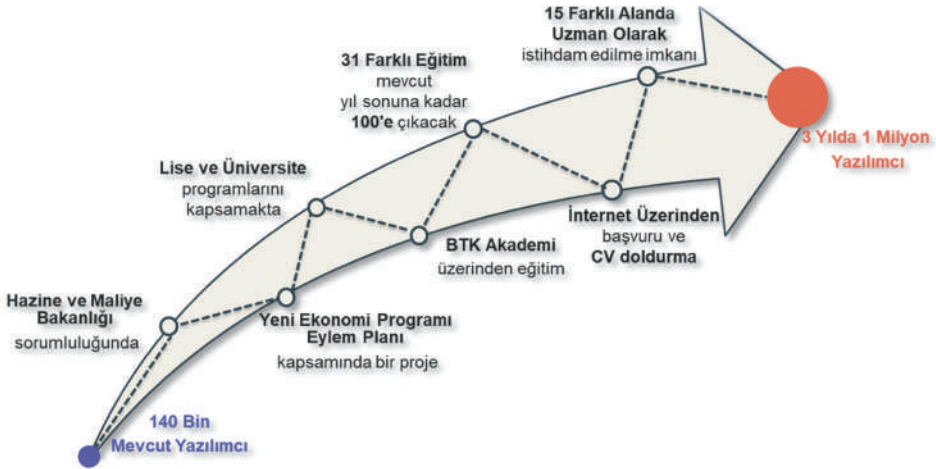 15 Farklı Alanda
Uzman Olarak
istihdam edilme imkanı
31 Farklı Eğitim
mevcut
yıl sonuna kadar
100'e çıkacak
3 Yılda 1 Milyon
Yazılımcı
Lise ve Üniversite
programlarını
kapsamakta
İnternet Üzerinden
başvuru ve
CV doldurma
BTK Akademi
üzerinden eğitim
Hazine ve Maliye
Bakanlığı
sorumluluğunda
Yeni Ekonomi Programı
Eylem Planı
kapsamında bir proje
140 Bin
Mevcut Yazılımcı